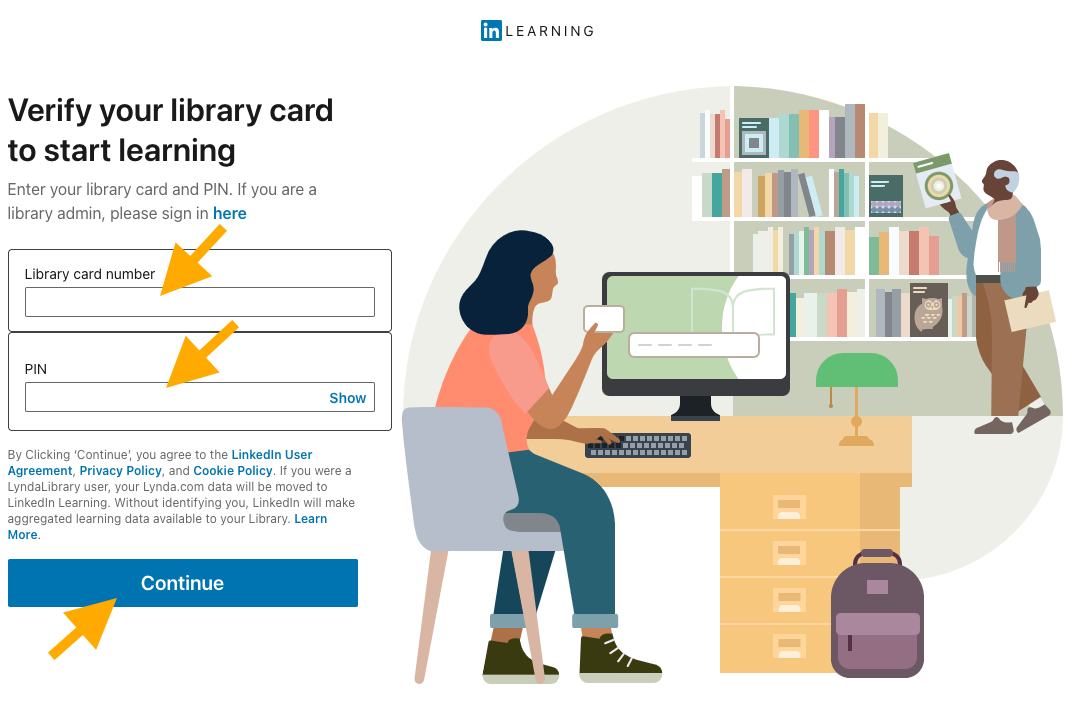 in LEARNING
Verify your library card
to start learning
Enter your library card and PIN. If you are a
library admin, please sign in here
Library card number
PIN
Show
By Clicking ‘Continue’, you agree to the LinkedIn User
Agreement, Privacy Policy, and Cookie Policy. If you were a
LyndaLibrary user, your Lynda.com data will be moved to
LinkedIn Learning. Without identifying you, LinkedIn will make
aggregated learning data available to your Library. Learn
More.
Continue